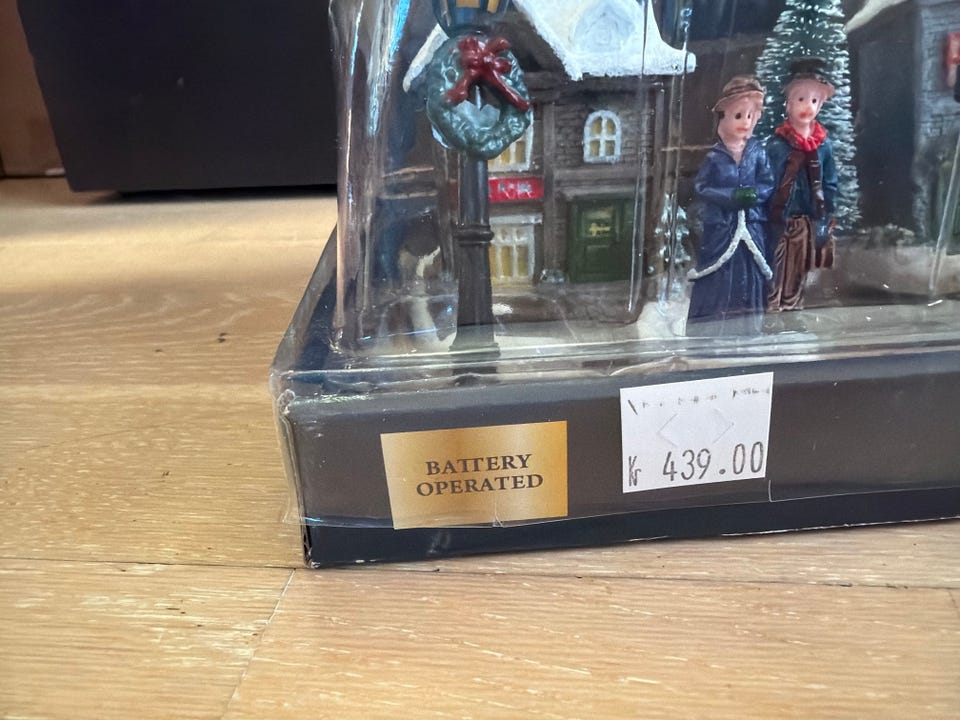 BATTERY
OPERATED
Kr 439.00